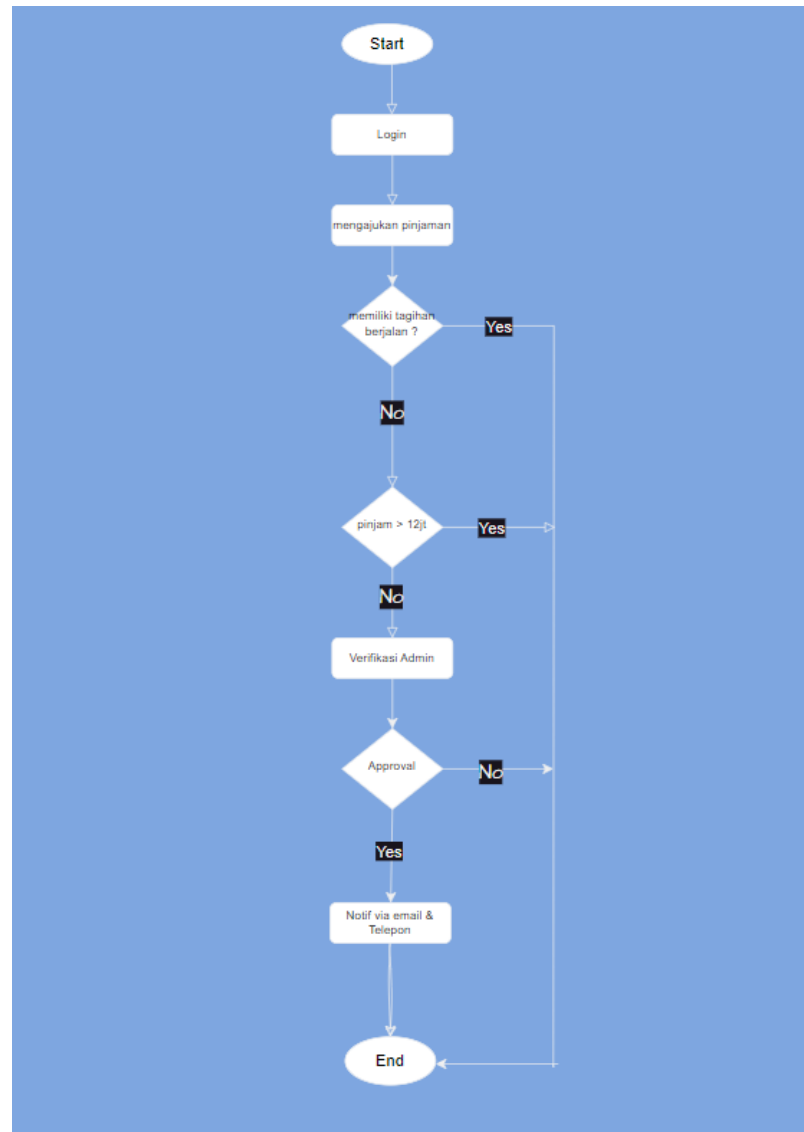 Start
Login
mengajukan pinjaman
memiliki tagihan
berjalan ?
Yes
No
pinjam > 12jt
Yes
No
Verifikasi Admin
Approval
No
Yes
Notif via email &
Telepon
End